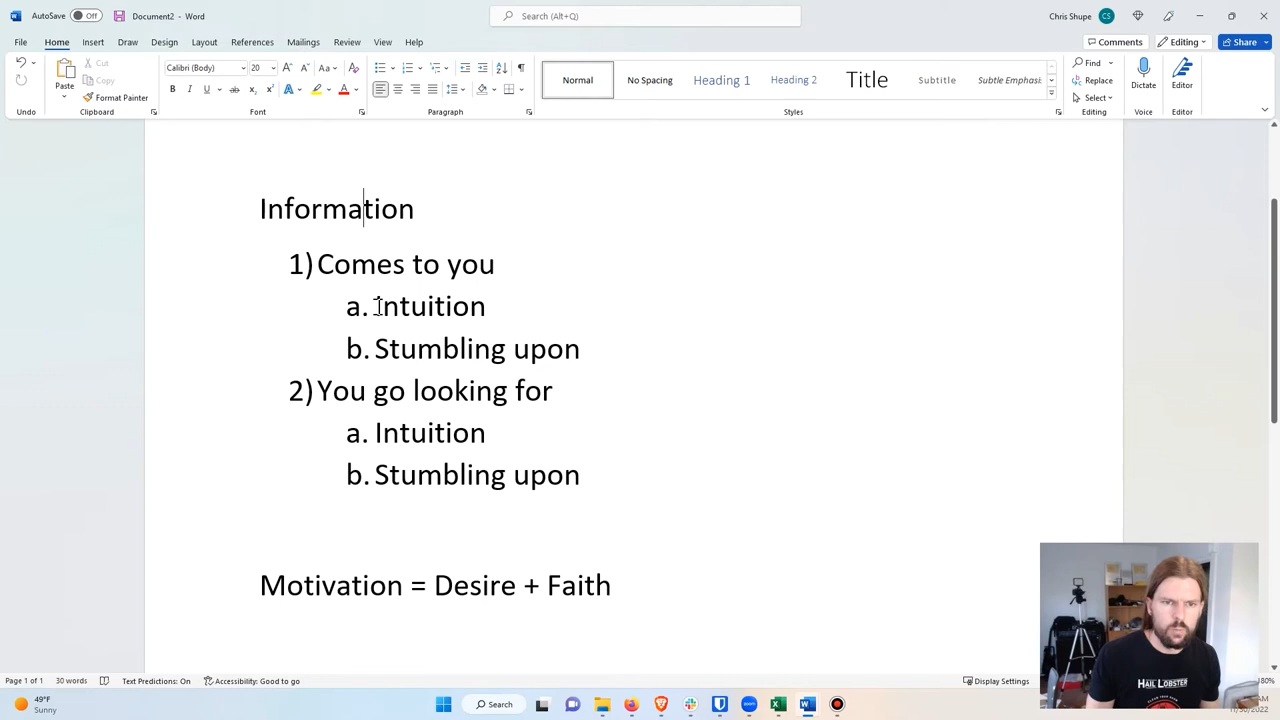 AutoSave Off Document2 - Word Search (Alt+Q) Chris Shupe CS
File Home Insert Draw Design Layout References Mailings Review View Help Comments Editing Share
Paste Cut Copy Format Painter
Calibri (Body) 20
Normal No Spacing Heading 1 Heading 2 Title Subtitle Subtle Emphasi
Find Replace Select Dictate Editor
Undo Clipboard Font Paragraph Styles Editing Voice Editor
Information
1) Comes to you
a. Intuition
b. Stumbling upon
2) You go looking for
a. Intuition
b. Stumbling upon
Motivation = Desire + Faith
HAIL LOBSTER
Page 1 of 1 30 words Text Predictions: On Accessibility: Good to go Display Settings
49°F
Sunny
Search